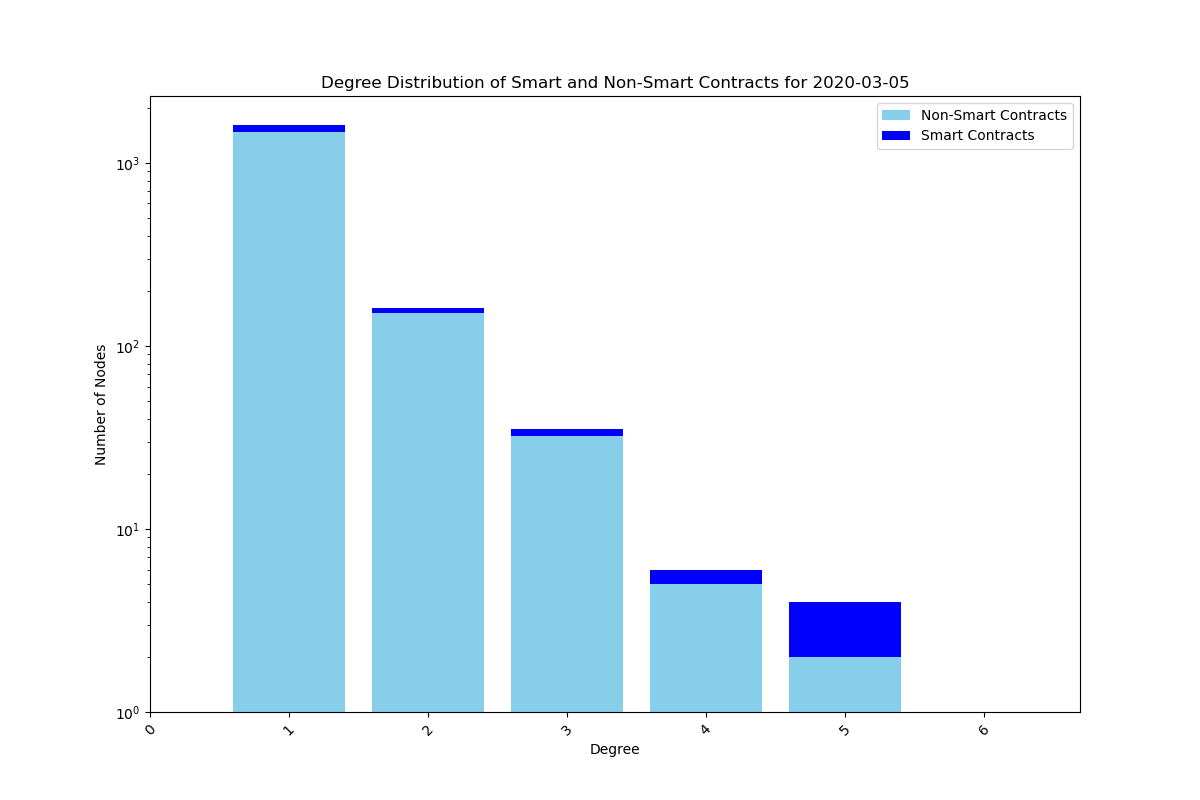 Degree Distribution of Smart and Non-Smart Contracts for 2020-03-05
Non-Smart Contracts
Smart Contracts
10³
10²
10¹
10⁰
Number of Nodes
0 1 2 3 4 5 6
Degree